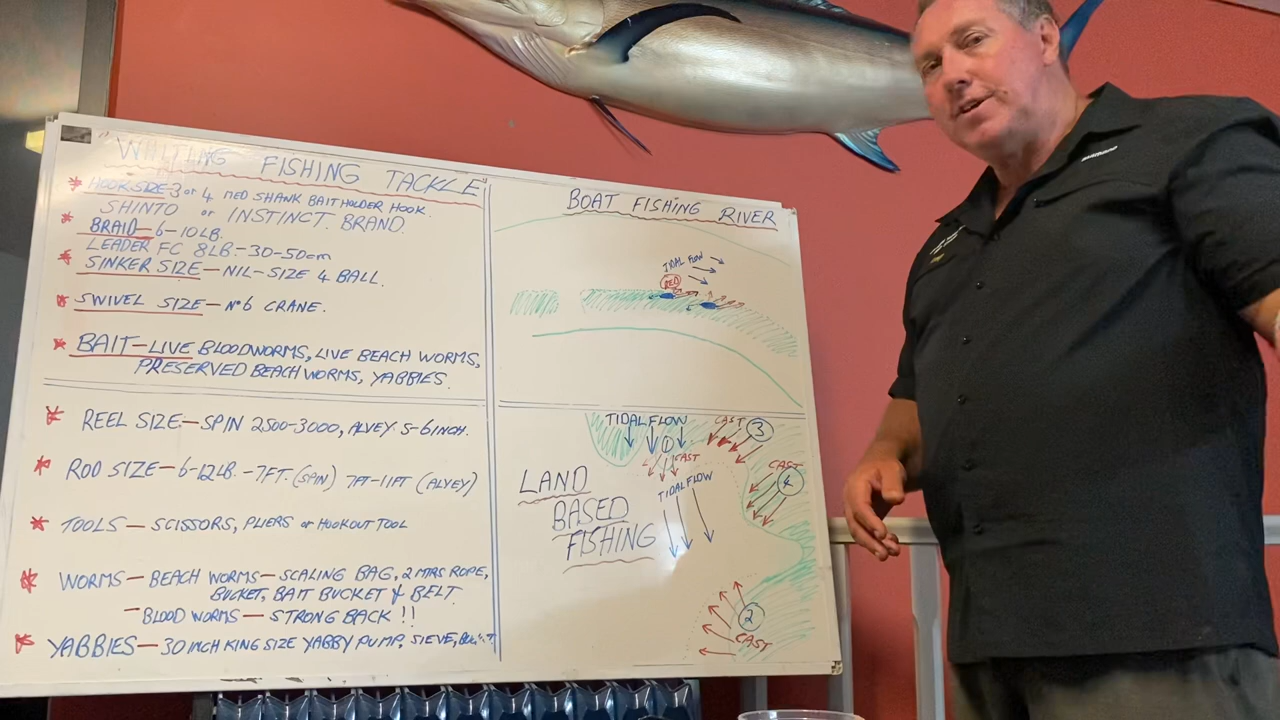 "WHITING FISHING TACKLE"
* HOOK SIZE-3 or 4 MED SHANK BAITHOLDER HOOK.
SHINTO or INSTINCT. BRAND.
* BRAID-6-10LB.
LEADER FC 8LB-30-50cm
* SINKER SIZE-NIL-SIZE 4 BALL.
* SWIVEL SIZE-Nº6 CRANE.
* BAIT-LIVE BLOODWORMS, LIVE BEACH WORMS,
PRESERVED BEACH WORMS, YABBIES.
* REEL SIZE-SPIN 2500-3000, ALVEY. 5-6INCH.
* ROD SIZE-6-12LB.-7FT.(SPIN) 7FT-11FT (ALVEY)
* TOOLS-SCISSORS, PLIERS or HOOKOUT TOOL
* WORMS-BEACH WORMS-SCALING BAG, 2 MTRS ROPE,
BUCKET, BAIT BUCKET & BELT.
-BLOOD WORMS-STRONG BACK !!
* YABBIES-30 INCH KING SIZE YABBY PUMP, SIEVE,
BOAT FISHING RIVER
TIDAL FLOW
RED
TIDAL FLOW
CAST 3
1
CAST
CAST
4
TIDAL FLOW
LAND
BASED
FISHING
2
CAST